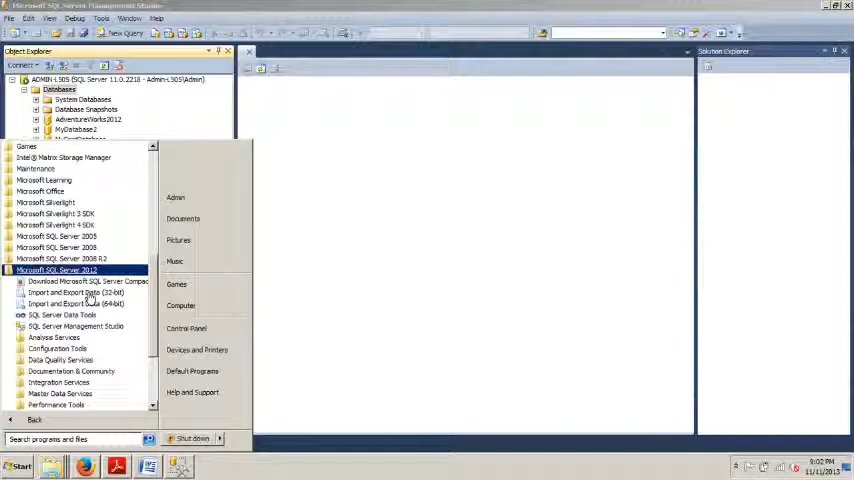 Microsoft SQL Server Management Studio
File Edit View Debug Tools Window Help
New Query
Object Explorer
Solution Explorer
Connect
ADMIN-L505 (SQL Server 11.0.2218 - Admin-L505\Admin)
Databases
System Databases
Database Snapshots
AdventureWorks2012
MyDatabase2
Games
Intel® Matrix Storage Manager
Maintenance
Microsoft Learning
Microsoft Office
Microsoft Silverlight
Microsoft Silverlight 3 SDK
Microsoft Silverlight 4 SDK
Microsoft SQL Server 2005
Microsoft SQL Server 2008
Microsoft SQL Server 2008 R2
Microsoft SQL Server 2012
Download Microsoft SQL Server Compac
Import and Export Data (32-bit)
Import and Export Data (64-bit)
SQL Server Data Tools
SQL Server Management Studio
Analysis Services
Configuration Tools
Data Quality Services
Documentation & Community
Integration Services
Master Data Services
Performance Tools
Back
Search programs and files
Admin
Documents
Pictures
Music
Games
Computer
Control Panel
Devices and Printers
Default Programs
Help and Support
Shut down
Start
8:02 PM
11/11/2013